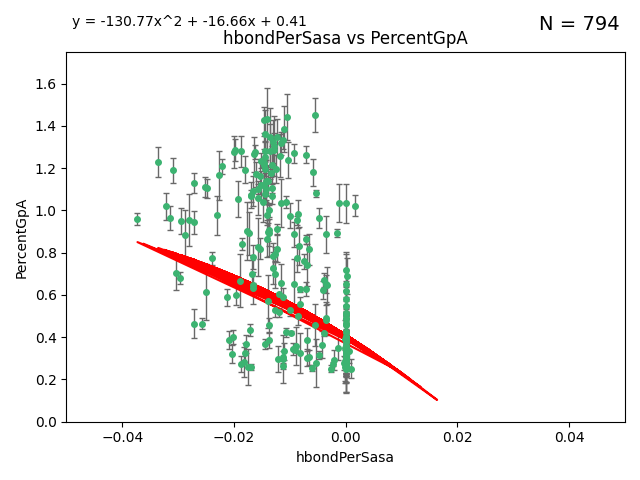 y = -130.77x^2 + -16.66x + 0.41
N = 794
hbondPerSasa vs PercentGpA
PercentGpA
1.6
1.4
1.2
1.0
0.8
0.6
0.4
0.2
0.0
−0.04
−0.02
0.00
0.02
0.04
hbondPerSasa